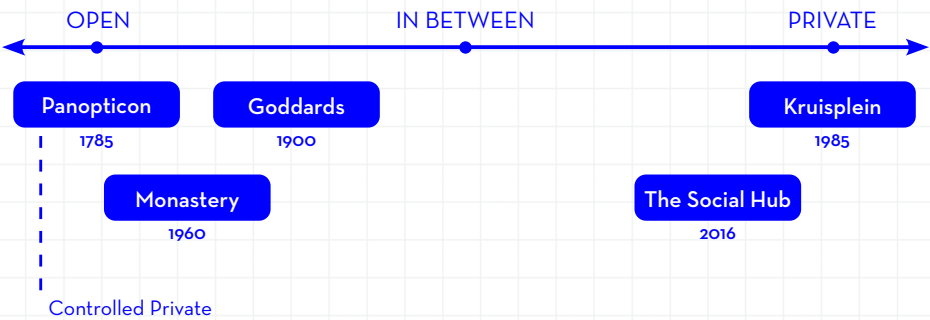 OPEN IN BETWEEN PRIVATE
Panopticon Goddards Kruisplein
1785 1900 1985
Monastery The Social Hub
1960 2016
Controlled Private